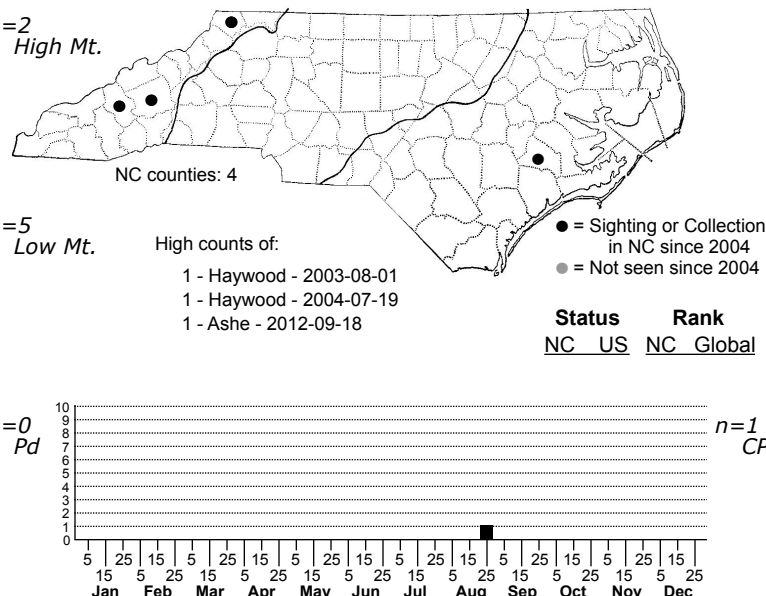 =2
High Mt.
NC counties: 4
=5
Low Mt.
High counts of:
1 - Haywood - 2003-08-01
1 - Haywood - 2004-07-19
1 - Ashe - 2012-09-18
● = Sighting or Collection
in NC since 2004
● = Not seen since 2004
Status Rank
NC US NC Global
=0
Pd
n=1
CP
10
9
8
7
6
5
4
3
2
1
0
5 25 15 5 25 15 5 25 15 5 25 15 5 25 15 5 25 15
15 5 25 15 5 25 15 5 25 15 5 25 15 5 25 15 5 25
Jan Feb Mar Apr May Jun Jul Aug Sep Oct Nov Dec